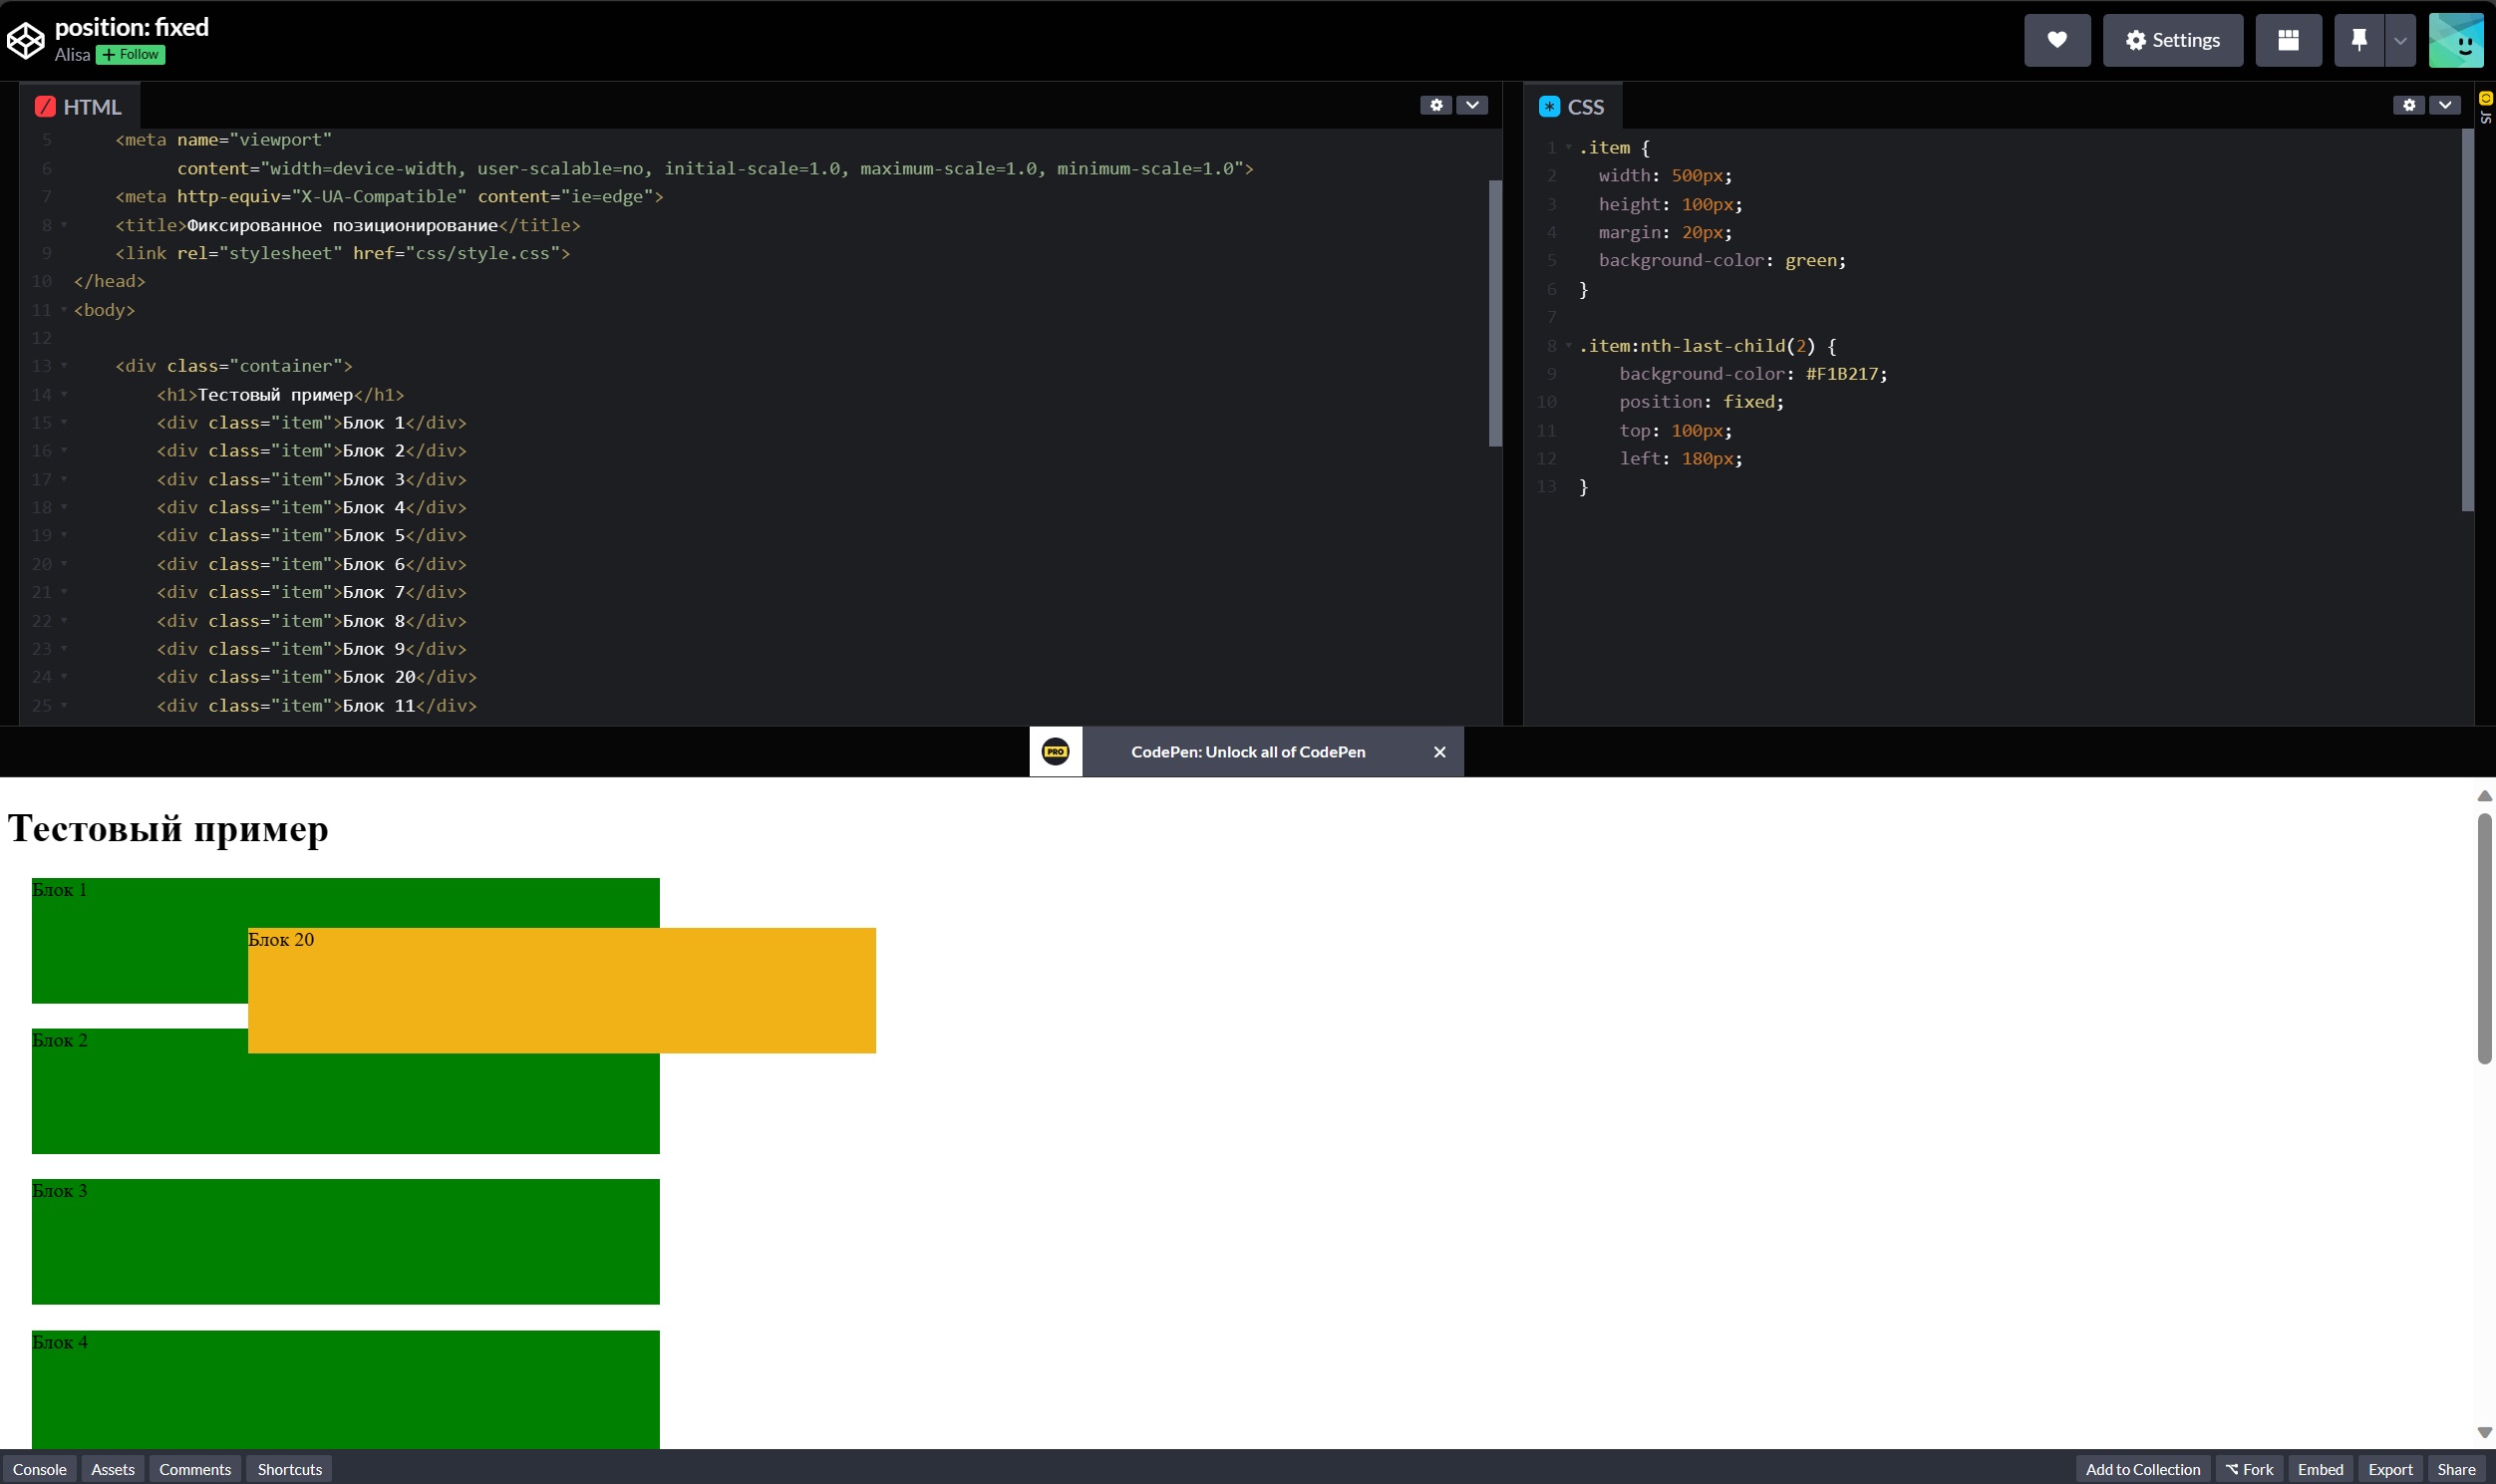 position: fixed
Alisa + Follow
Settings
HTML
5 <meta name="viewport"
6 content="width=device-width, user-scalable=no, initial-scale=1.0, maximum-scale=1.0, minimum-scale=1.0">
7 <meta http-equiv="X-UA-Compatible" content="ie=edge">
8 <title>Фиксированное позиционирование</title>
9 <link rel="stylesheet" href="css/style.css">
10 </head>
11 <body>
12
13 <div class="container">
14 <h1>Тестовый пример</h1>
15 <div class="item">Блок 1</div>
16 <div class="item">Блок 2</div>
17 <div class="item">Блок 3</div>
18 <div class="item">Блок 4</div>
19 <div class="item">Блок 5</div>
20 <div class="item">Блок 6</div>
21 <div class="item">Блок 7</div>
22 <div class="item">Блок 8</div>
23 <div class="item">Блок 9</div>
24 <div class="item">Блок 20</div>
25 <div class="item">Блок 11</div>
CSS
1 .item {
2 width: 500px;
3 height: 100px;
4 margin: 20px;
5 background-color: green;
6 }
7
8 .item:nth-last-child(2) {
9 background-color: #F1B217;
10 position: fixed;
11 top: 100px;
12 left: 180px;
13 }
JS
PRO CodePen: Unlock all of CodePen
Тестовый пример
Блок 1
Блок 20
Блок 2
Блок 3
Блок 4
Console Assets Comments Shortcuts Add to Collection Fork Embed Export Share